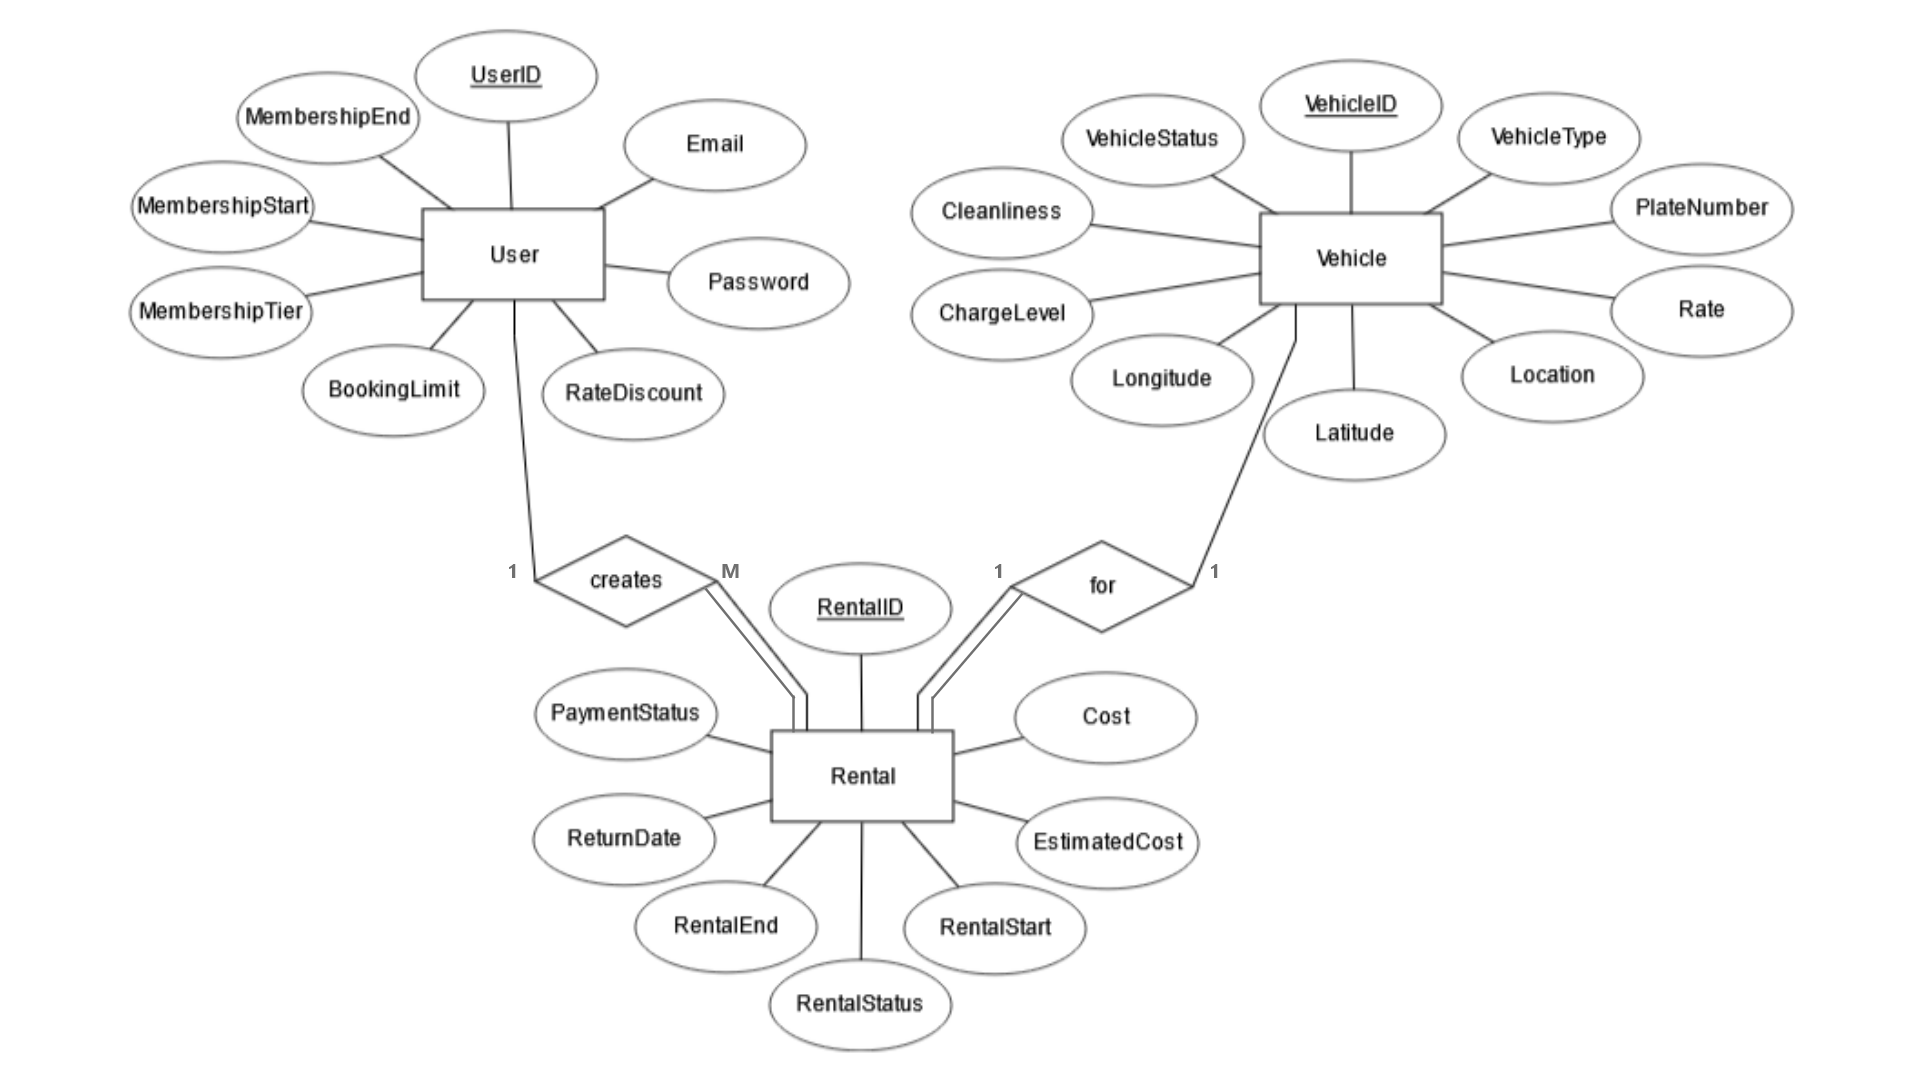 UserID
MembershipEnd
Email
MembershipStart
User
Password
MembershipTier
BookingLimit
RateDiscount
VehicleID
VehicleStatus
VehicleType
Cleanliness
PlateNumber
Vehicle
ChargeLevel
Rate
Longitude
Location
Latitude
1
creates
M
1
for
1
RentalID
PaymentStatus
Cost
Rental
ReturnDate
EstimatedCost
RentalEnd
RentalStart
RentalStatus